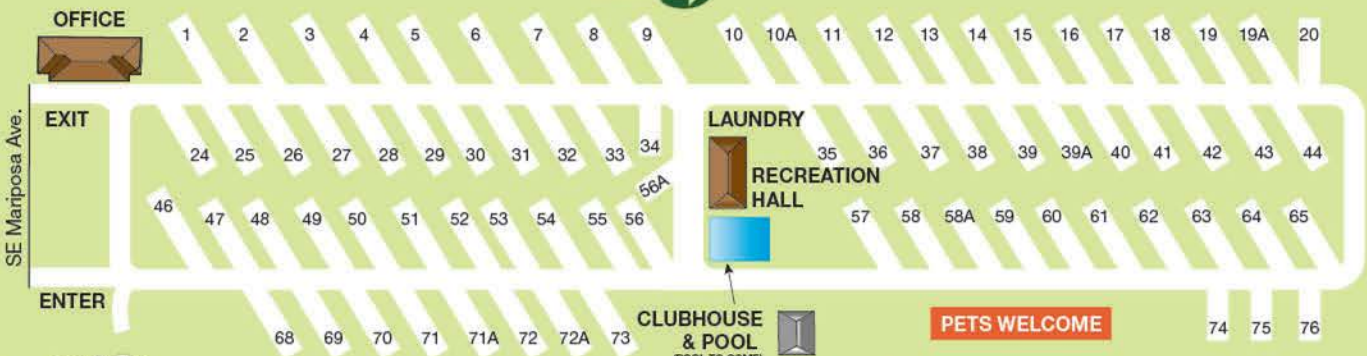 OFFICE
1 2 3 4 5 6 7 8 9 10 10A 11 12 13 14 15 16 17 18 19 19A 20
SE Mariposa Ave.
EXIT
LAUNDRY
24 25 26 27 28 29 30 31 32 33 34 35 36 37 38 39 39A 40 41 42 43 44
RECREATION
HALL
56A
46 47 48 49 50 51 52 53 54 55 56 57 58 58A 59 60 61 62 63 64 65
ENTER
CLUBHOUSE
& POOL
PETS WELCOME
68 69 70 71 71A 72 72A 73 74 75 76